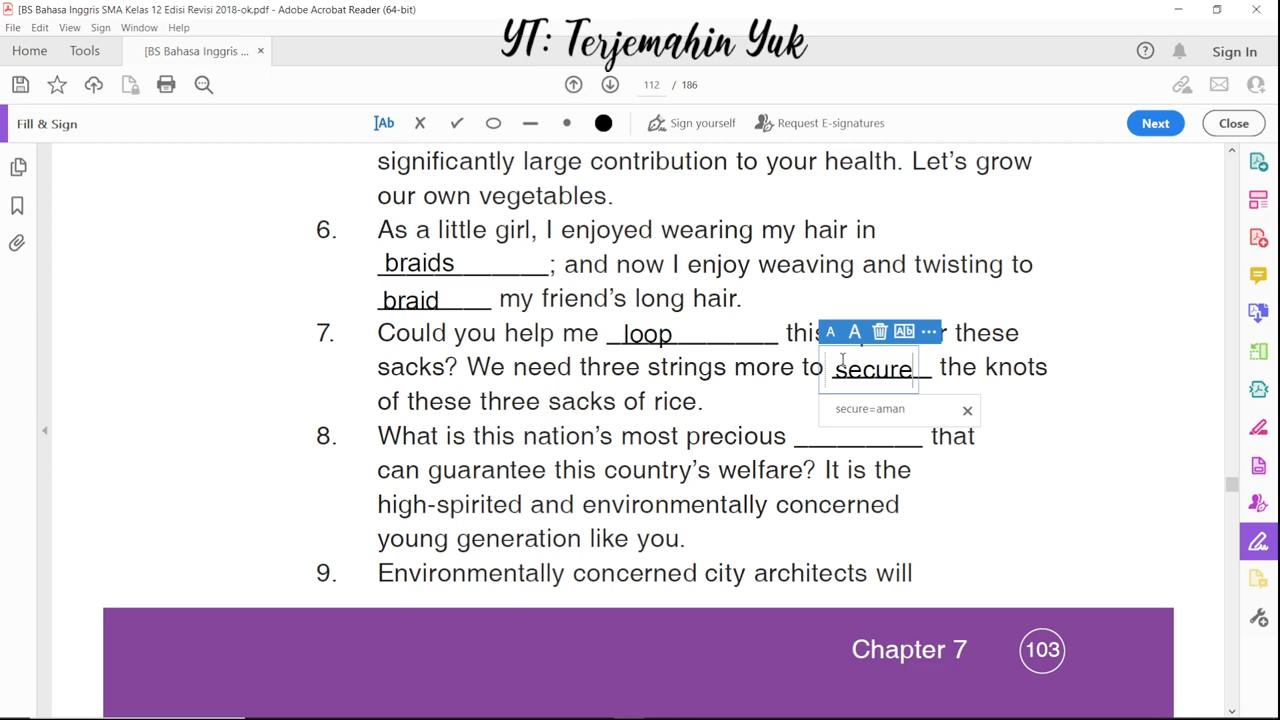 [BS Bahasa Inggris SMA Kelas 12 Edisi Revisi 2018-ok.pdf - Adobe Acrobat Reader (64-bit)
File Edit View Sign Window Help
YT: Terjemahin Yuk
Home Tools [BS Bahasa Inggris ... Sign In
112 / 186
Fill & Sign Ab Sign yourself Request E-signatures Next Close
significantly large contribution to your health. Let's grow
our own vegetables.
6. As a little girl, I enjoyed wearing my hair in
braids; and now I enjoy weaving and twisting to
braid my friend's long hair.
7. Could you help me loop this these
A A Ab ...
sacks? We need three strings more to secure the knots
of these three sacks of rice.
secure=aman
8. What is this nation's most precious __________ that
can guarantee this country's welfare? It is the
high-spirited and environmentally concerned
young generation like you.
9. Environmentally concerned city architects will
Chapter 7 103